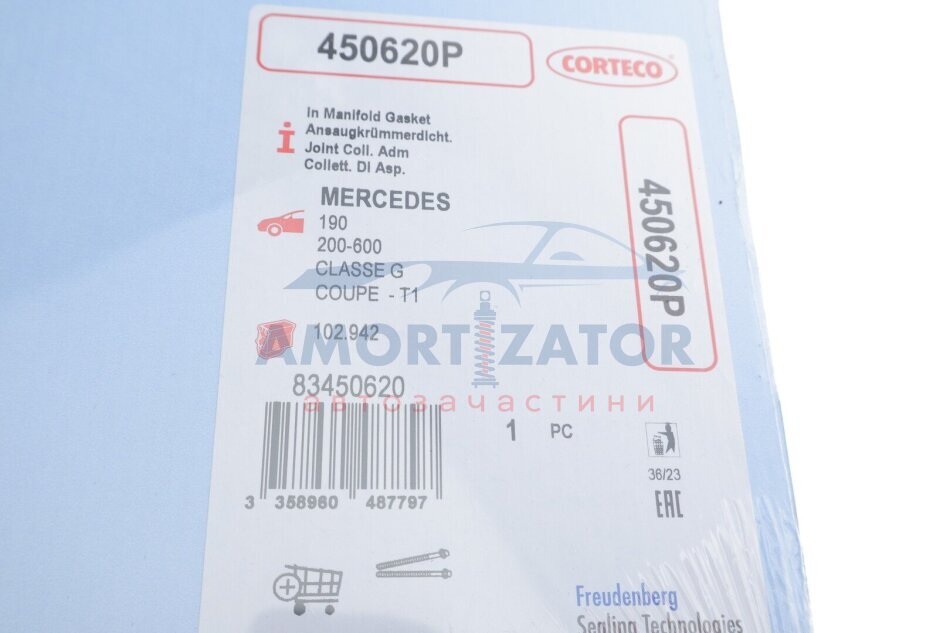 450620P
CORTECO
In Manifold Gasket
Ansaugkrümmerdicht.
Joint Coll. Adm
Collett. DI Asp.
450620P
MERCEDES
190
200-600
CLASSE G
COUPE - T1
102.942
AMORTIZATOR
83450620
автозачастини
1 PC
36/23
3 358960 487797
EAC
Freudenberg
Sealing Technologies